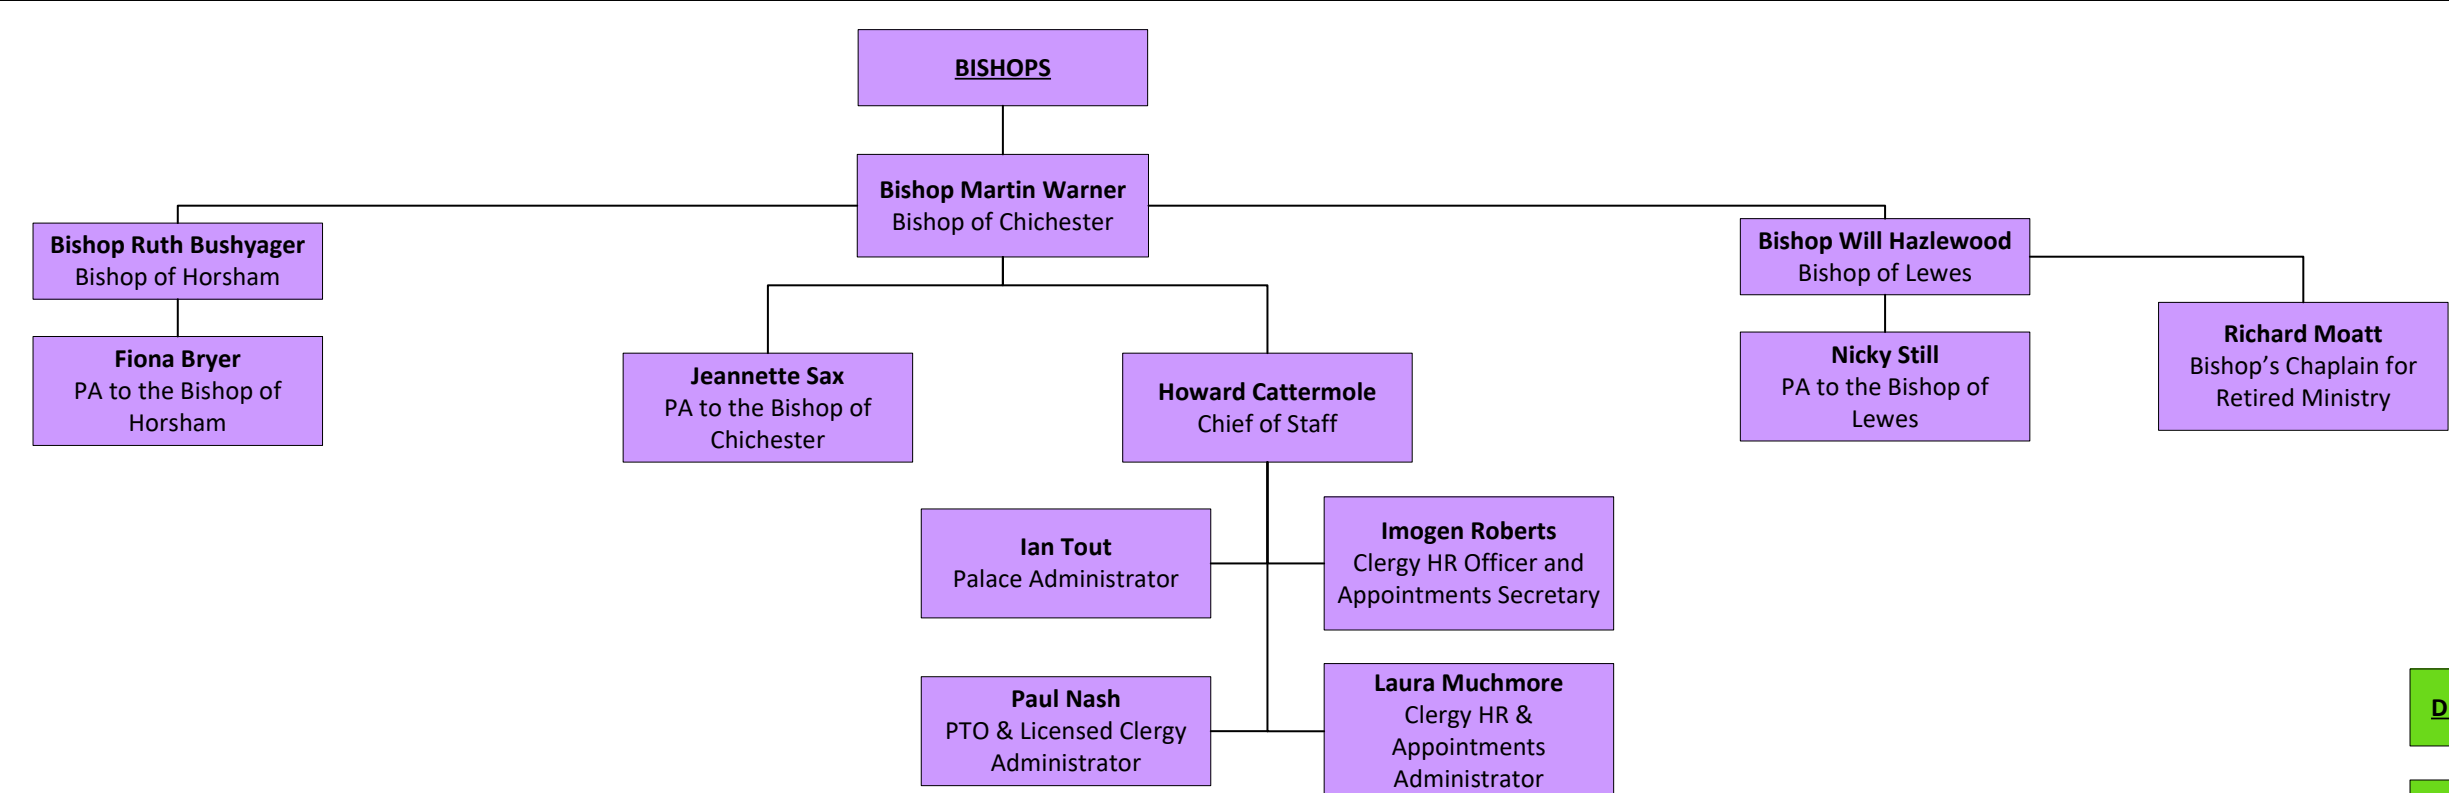 BISHOPS
Bishop Martin Warner
Bishop of Chichester
Bishop Ruth Bushyager
Bishop of Horsham
Bishop Will Hazlewood
Bishop of Lewes
Fiona Bryer
PA to the Bishop of
Horsham
Jeannette Sax
PA to the Bishop of
Chichester
Howard Cattermole
Chief of Staff
Nicky Still
PA to the Bishop of
Lewes
Richard Moatt
Bishop’s Chaplain for
Retired Ministry
Ian Tout
Palace Administrator
Imogen Roberts
Clergy HR Officer and
Appointments Secretary
Paul Nash
PTO & Licensed Clergy
Administrator
Laura Muchmore
Clergy HR &
Appointments
Administrator